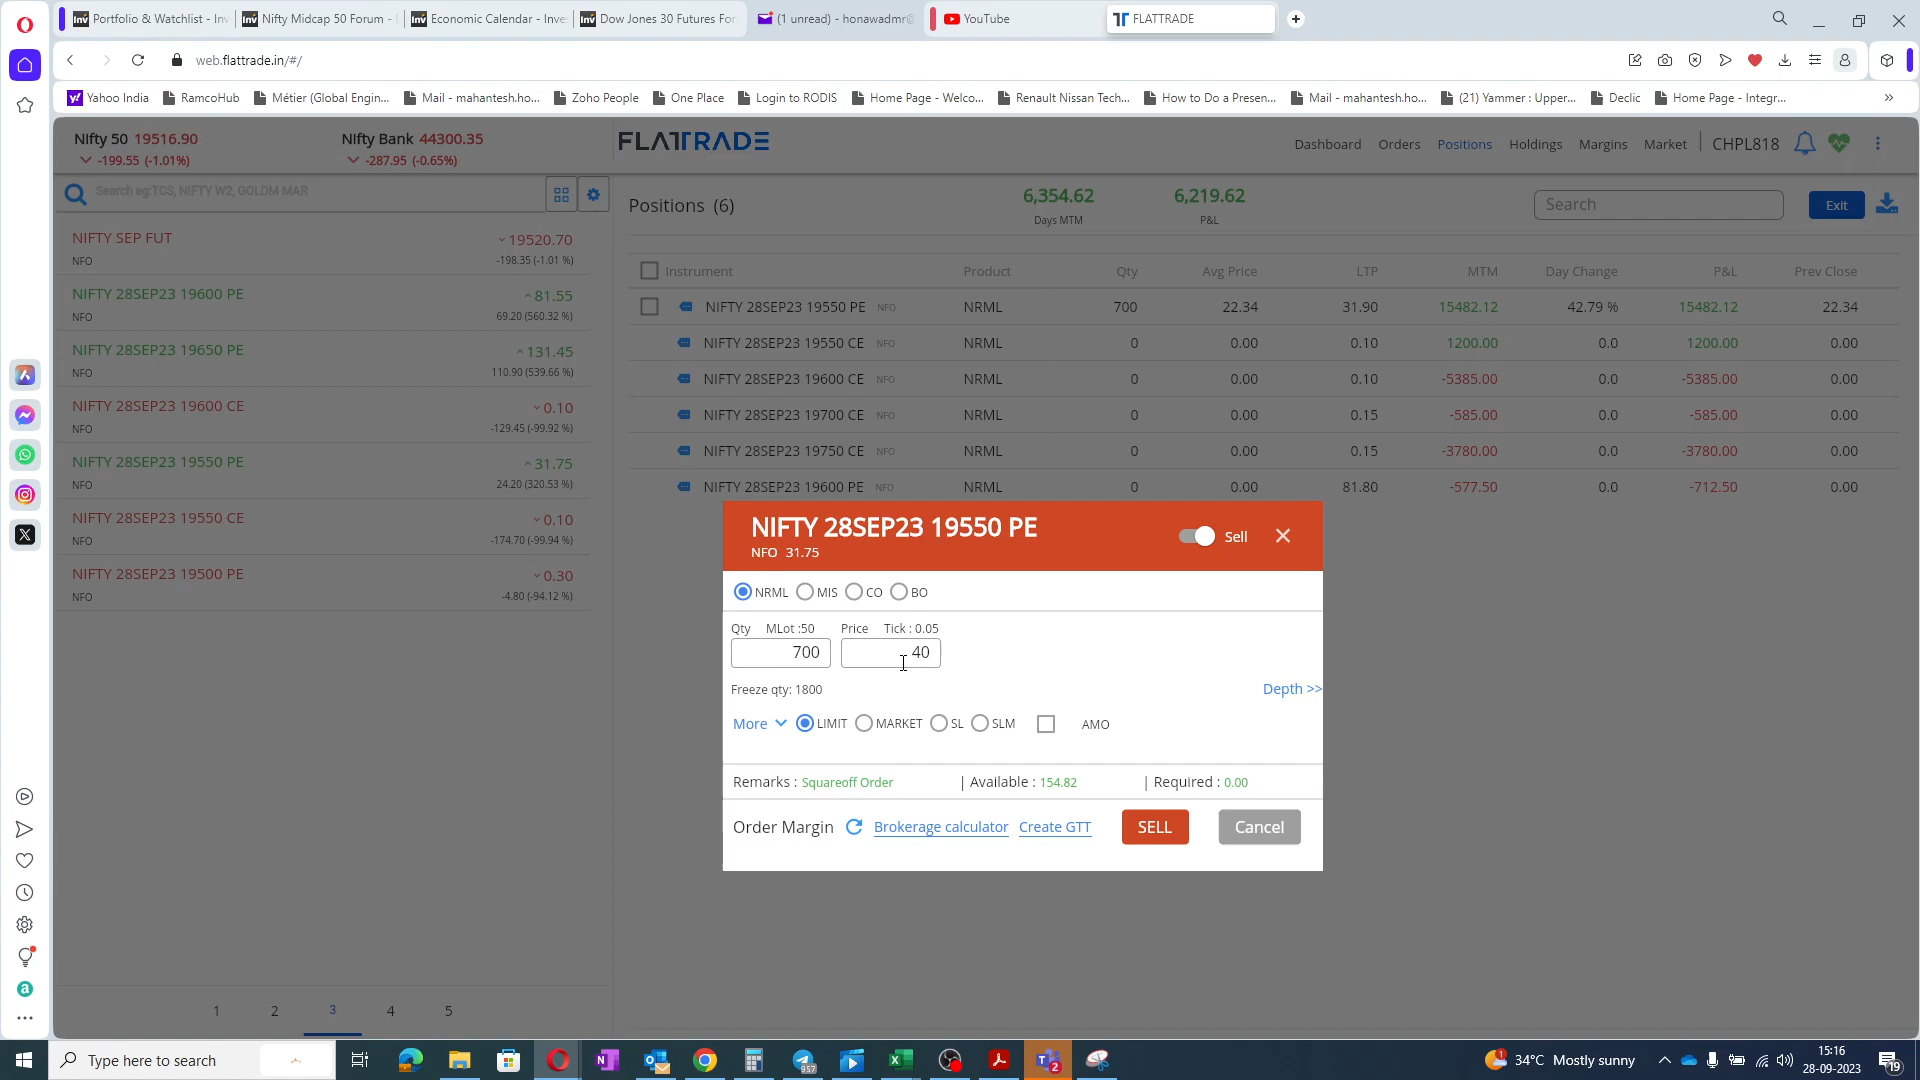 Portfolio & Watchlist - Inv
Nifty Midcap 50 Forum - I
Economic Calendar - Inve
Dow Jones 30 Futures For
(1 unread) - honawadmr@
YouTube
FLATTRADE
web.flattrade.in/#/
Yahoo India
RamcoHub
Métier (Global Engin...
Mail - mahantesh.ho...
Zoho People
One Place
Login to RODIS
Home Page - Welco...
Renault Nissan Tech...
How to Do a Presen...
Mail - mahantesh.ho...
(21) Yammer : Upper...
Declic
Home Page - Integr...
Nifty 50 19516.90
-199.55 (-1.01%)
Nifty Bank 44300.35
-287.95 (-0.65%)
FLATTRADE
Dashboard Orders Positions Holdings Margins Market CHPL818
Search eg:TCS, NIFTY W2, GOLDM MAR
NIFTY SEP FUT 19520.70
NFO -198.35 (-1.01 %)
NIFTY 28SEP23 19600 PE 81.55
NFO 69.20 (560.32 %)
NIFTY 28SEP23 19650 PE 131.45
NFO 110.90 (539.66 %)
NIFTY 28SEP23 19600 CE 0.10
NFO -129.45 (-99.92 %)
NIFTY 28SEP23 19550 PE 31.75
NFO 24.20 (320.53 %)
NIFTY 28SEP23 19550 CE 0.10
NFO -174.70 (-99.94 %)
NIFTY 28SEP23 19500 PE 0.30
NFO -4.80 (-94.12 %)
1 2 3 4 5
Positions (6)
6,354.62
Days MTM
6,219.62
P&L
Search
Exit
Instrument Product Qty Avg Price LTP MTM Day Change P&L Prev Close
NIFTY 28SEP23 19550 PE NFO NRML 700 22.34 31.90 15482.12 42.79 % 15482.12 22.34
NIFTY 28SEP23 19550 CE NFO NRML 0 0.00 0.10 1200.00 0.0 1200.00 0.00
NIFTY 28SEP23 19600 CE NFO NRML 0 0.00 0.10 -5385.00 0.0 -5385.00 0.00
NIFTY 28SEP23 19700 CE NFO NRML 0 0.00 0.15 -585.00 0.0 -585.00 0.00
NIFTY 28SEP23 19750 CE NFO NRML 0 0.00 0.15 -3780.00 0.0 -3780.00 0.00
NIFTY 28SEP23 19600 PE NFO NRML 0 0.00 81.80 -577.50 0.0 -712.50 0.00
NIFTY 28SEP23 19550 PE
NFO 31.75
Sell
NRML MIS CO BO
Qty MLot :50 Price Tick : 0.05
700 40
Freeze qty: 1800
Depth >>
More LIMIT MARKET SL SLM AMO
Remarks : Squareoff Order | Available : 154.82 | Required : 0.00
Order Margin Brokerage calculator Create GTT SELL Cancel
Type here to search
957
2
1
34°C Mostly sunny
15:16
28-09-2023
19